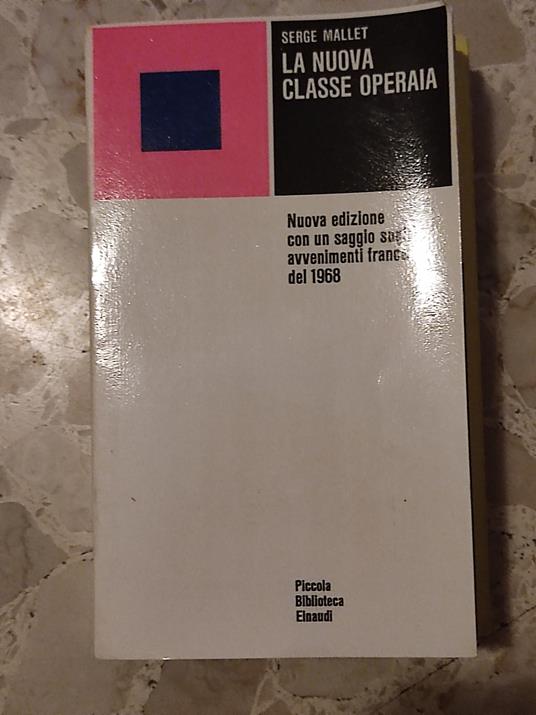 SERGE MALLET
LA NUOVA
CLASSE OPERAIA
Nuova edizione
con un saggio
avvenimenti
del 1968
Piccola
Biblioteca
Einaudi